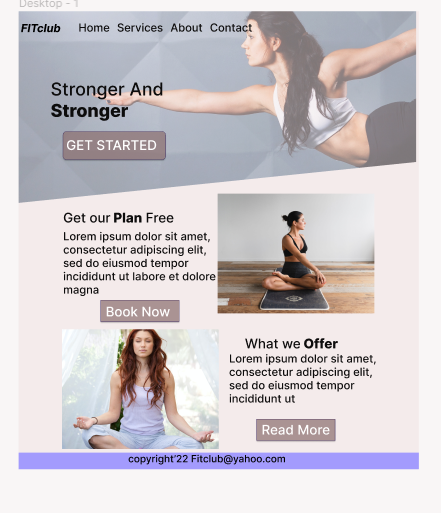 Desktop - 1
FITclub Home Services About Contact
Stronger And
Stronger
GET STARTED
Get our Plan Free
Lorem ipsum dolor sit amet,
consectetur adipiscing elit,
sed do eiusmod tempor
incididunt ut labore et dolore
magna
Book Now
What we Offer
Lorem ipsum dolor sit amet,
consectetur adipiscing elit,
sed do eiusmod tempor
incididunt ut
Read More
copyright'22 Fitclub@yahoo.com